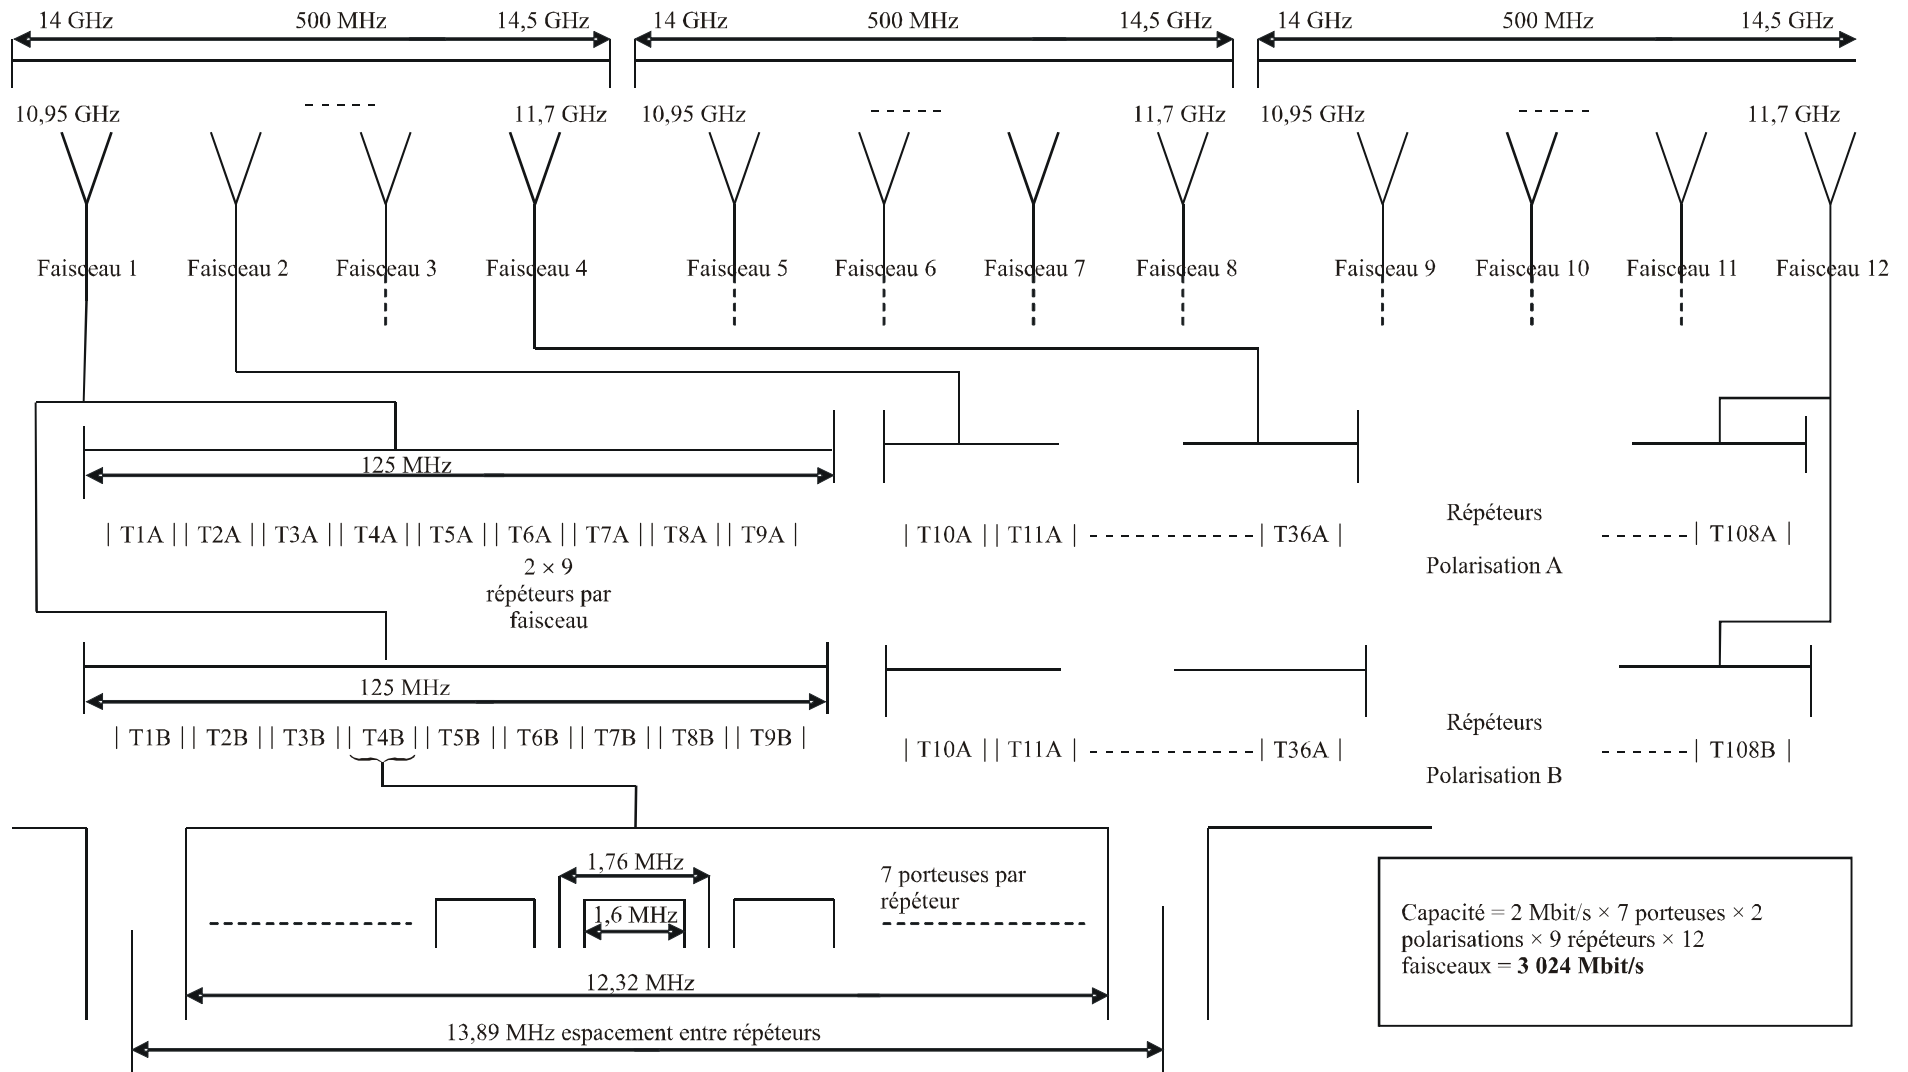 14 GHz 500 MHz 14,5 GHz 14 GHz 500 MHz 14,5 GHz 14 GHz 500 MHz 14,5 GHz
10,95 GHz 11,7 GHz 10,95 GHz 11,7 GHz 10,95 GHz 11,7 GHz
Faisceau 1 Faisceau 2 Faisceau 3 Faisceau 4 Faisceau 5 Faisceau 6 Faisceau 7 Faisceau 8 Faisceau 9 Faisceau 10 Faisceau 11 Faisceau 12
125 MHz
| T1A | | T2A | | T3A | | T4A | | T5A | | T6A | | T7A | | T8A | | T9A | | T10A | | T11A | | T36A | | T108A |
Répéteurs
Polarisation A
2 × 9
répéteurs par
faisceau
125 MHz
| T1B | | T2B | | T3B | | T4B | | T5B | | T6B | | T7B | | T8B | | T9B | | T10A | | T11A | | T36A | | T108B |
Répéteurs
Polarisation B
1,76 MHz
1,6 MHz
7 porteuses par
répéteur
12,32 MHz
13,89 MHz espacement entre répéteurs
Capacité = 2 Mbit/s × 7 porteuses × 2
polarisations × 9 répéteurs × 12
faisceaux = 3 024 Mbit/s